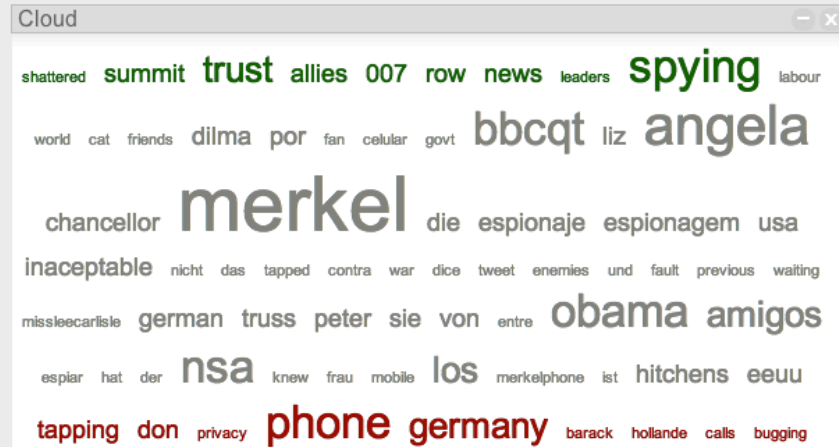 Cloud
shattered summit trust allies 007 row news leaders spying labour
world cat friends dilma por fan celular govt bbcqt liz angela
chancellor merkel die espionaje espionagem usa
inaceptable nicht das tapped contra war dice tweet enemies und fault previous waiting
missleecarlisle german truss peter sie von entre obama amigos
espiar hat der nsa knew frau mobile los merkelphone ist hitchens eeuu
tapping don privacy phone germany barack hollande calls bugging